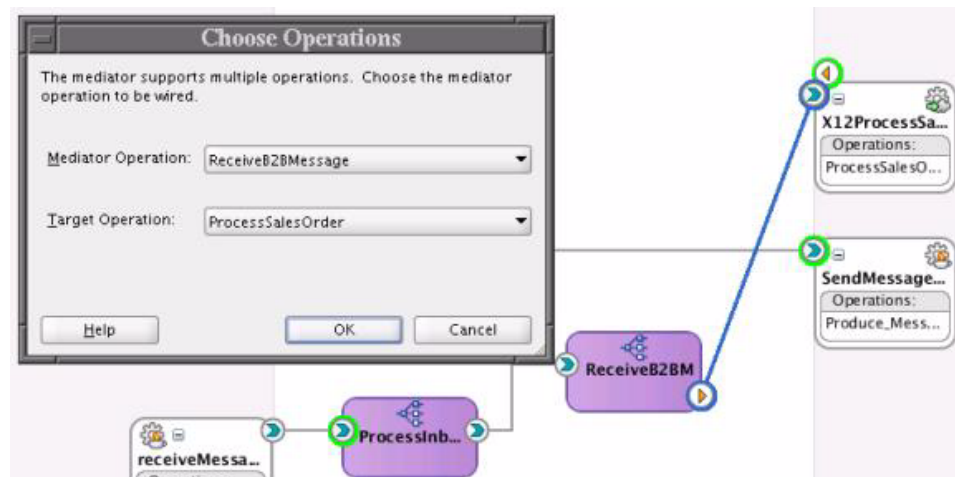 Choose Operations
The mediator supports multiple operations. Choose the mediator
operation to be wired.
Mediator Operation: ReceiveB2BMessage
Target Operation: ProcessSalesOrder
Help OK Cancel
X12ProcessSa...
Operations:
ProcessSalesO...
SendMessage...
Operations:
Produce_Mess...
ReceiveB2BM
ProcessInb...
receiveMessa...